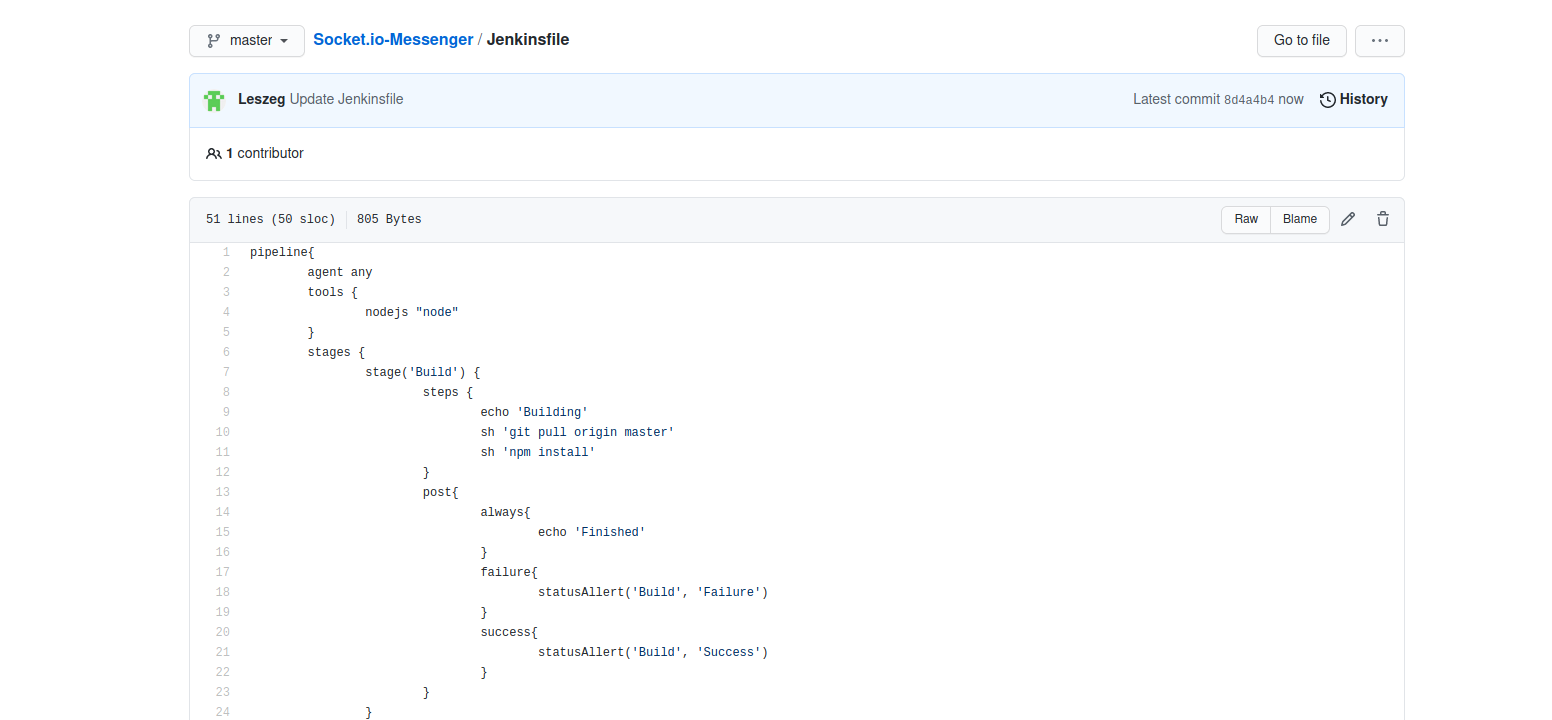 master Socket.io-Messenger / Jenkinsfile Go to file ...
Leszeg Update Jenkinsfile Latest commit 8d4a4b4 now History
1 contributor
51 lines (50 sloc) 805 Bytes Raw Blame
1 pipeline{
2 agent any
3 tools {
4 nodejs "node"
5 }
6 stages {
7 stage('Build') {
8 steps {
9 echo 'Building'
10 sh 'git pull origin master'
11 sh 'npm install'
12 }
13 post{
14 always{
15 echo 'Finished'
16 }
17 failure{
18 statusAllert('Build', 'Failure')
19 }
20 success{
21 statusAllert('Build', 'Success')
22 }
23 }
24 }